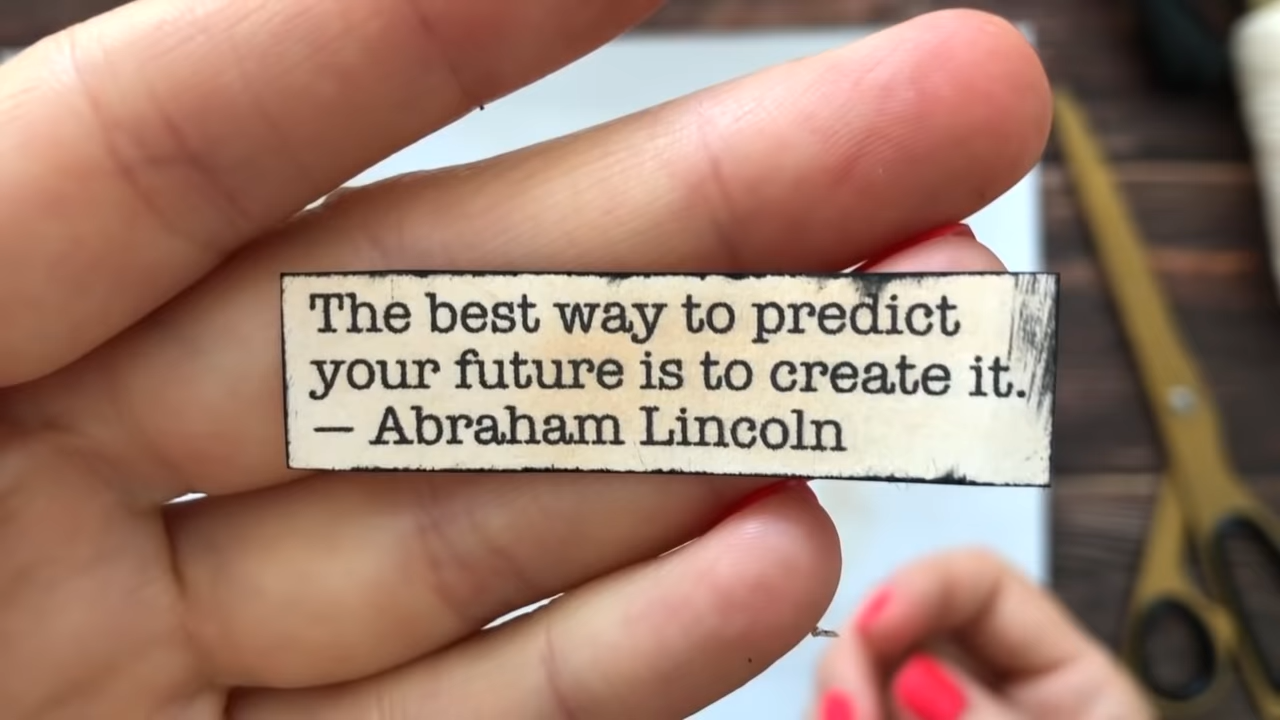 The best way to predict
your future is to create it.
— Abraham Lincoln